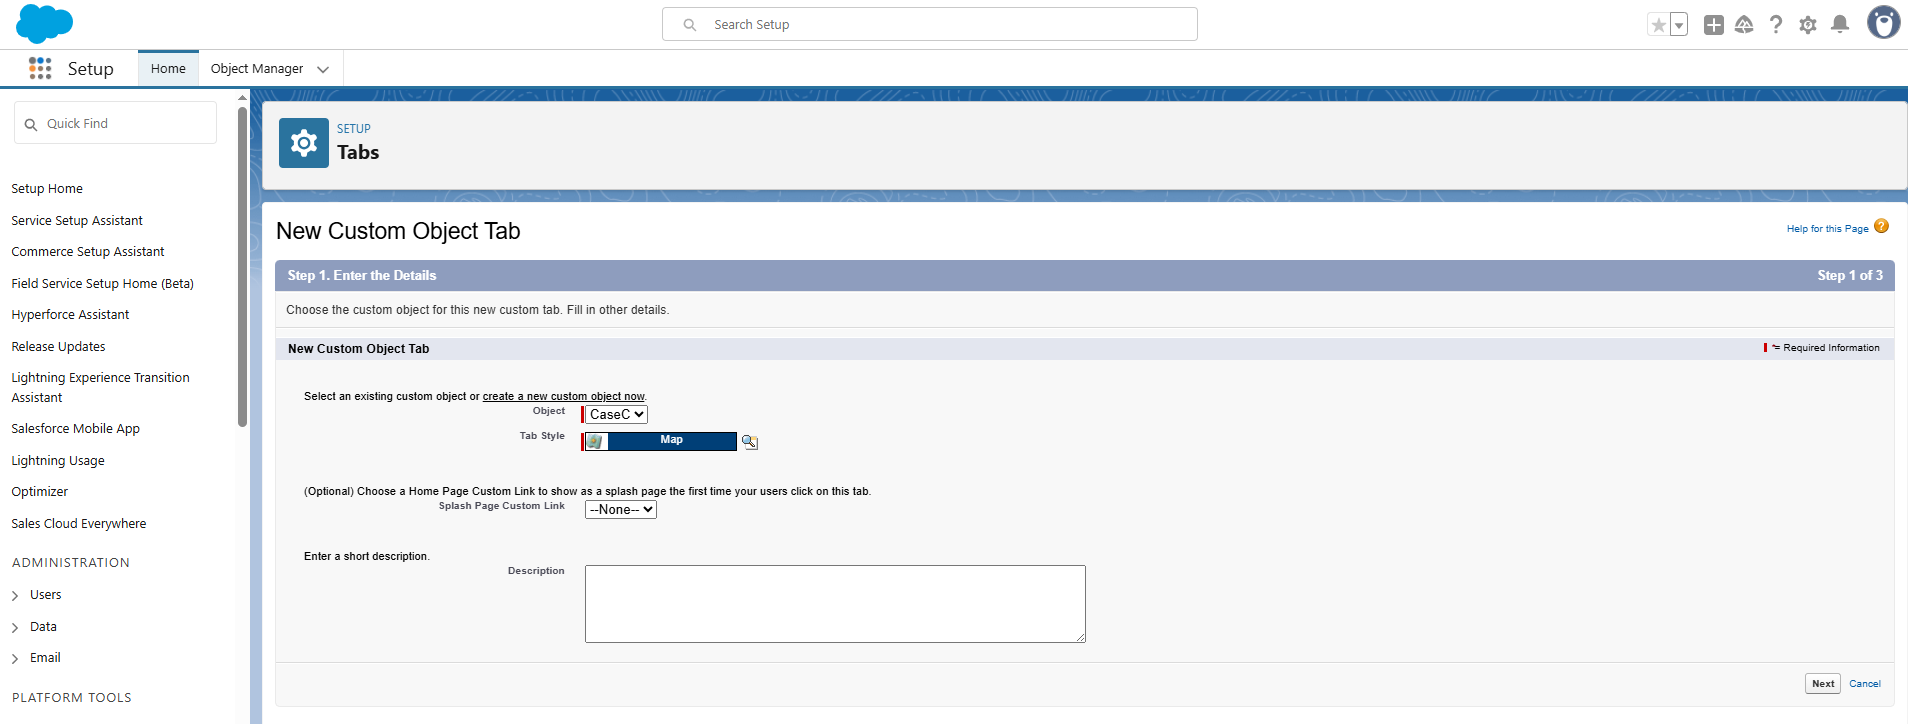 Search Setup
Setup
Home
Object Manager
Quick Find
Setup Home
Service Setup Assistant
Commerce Setup Assistant
Field Service Setup Home (Beta)
Hyperforce Assistant
Release Updates
Lightning Experience Transition
Assistant
Salesforce Mobile App
Lightning Usage
Optimizer
Sales Cloud Everywhere
ADMINISTRATION
Users
Data
Email
PLATFORM TOOLS
SETUP
Tabs
New Custom Object Tab
Help for this Page ?
Step 1. Enter the Details
Step 1 of 3
Choose the custom object for this new custom tab. Fill in other details.
New Custom Object Tab
*= Required Information
Select an existing custom object or create a new custom object now.
Object CaseC
Tab Style Map
(Optional) Choose a Home Page Custom Link to show as a splash page the first time your users click on this tab.
Splash Page Custom Link --None--
Enter a short description.
Description
Next Cancel